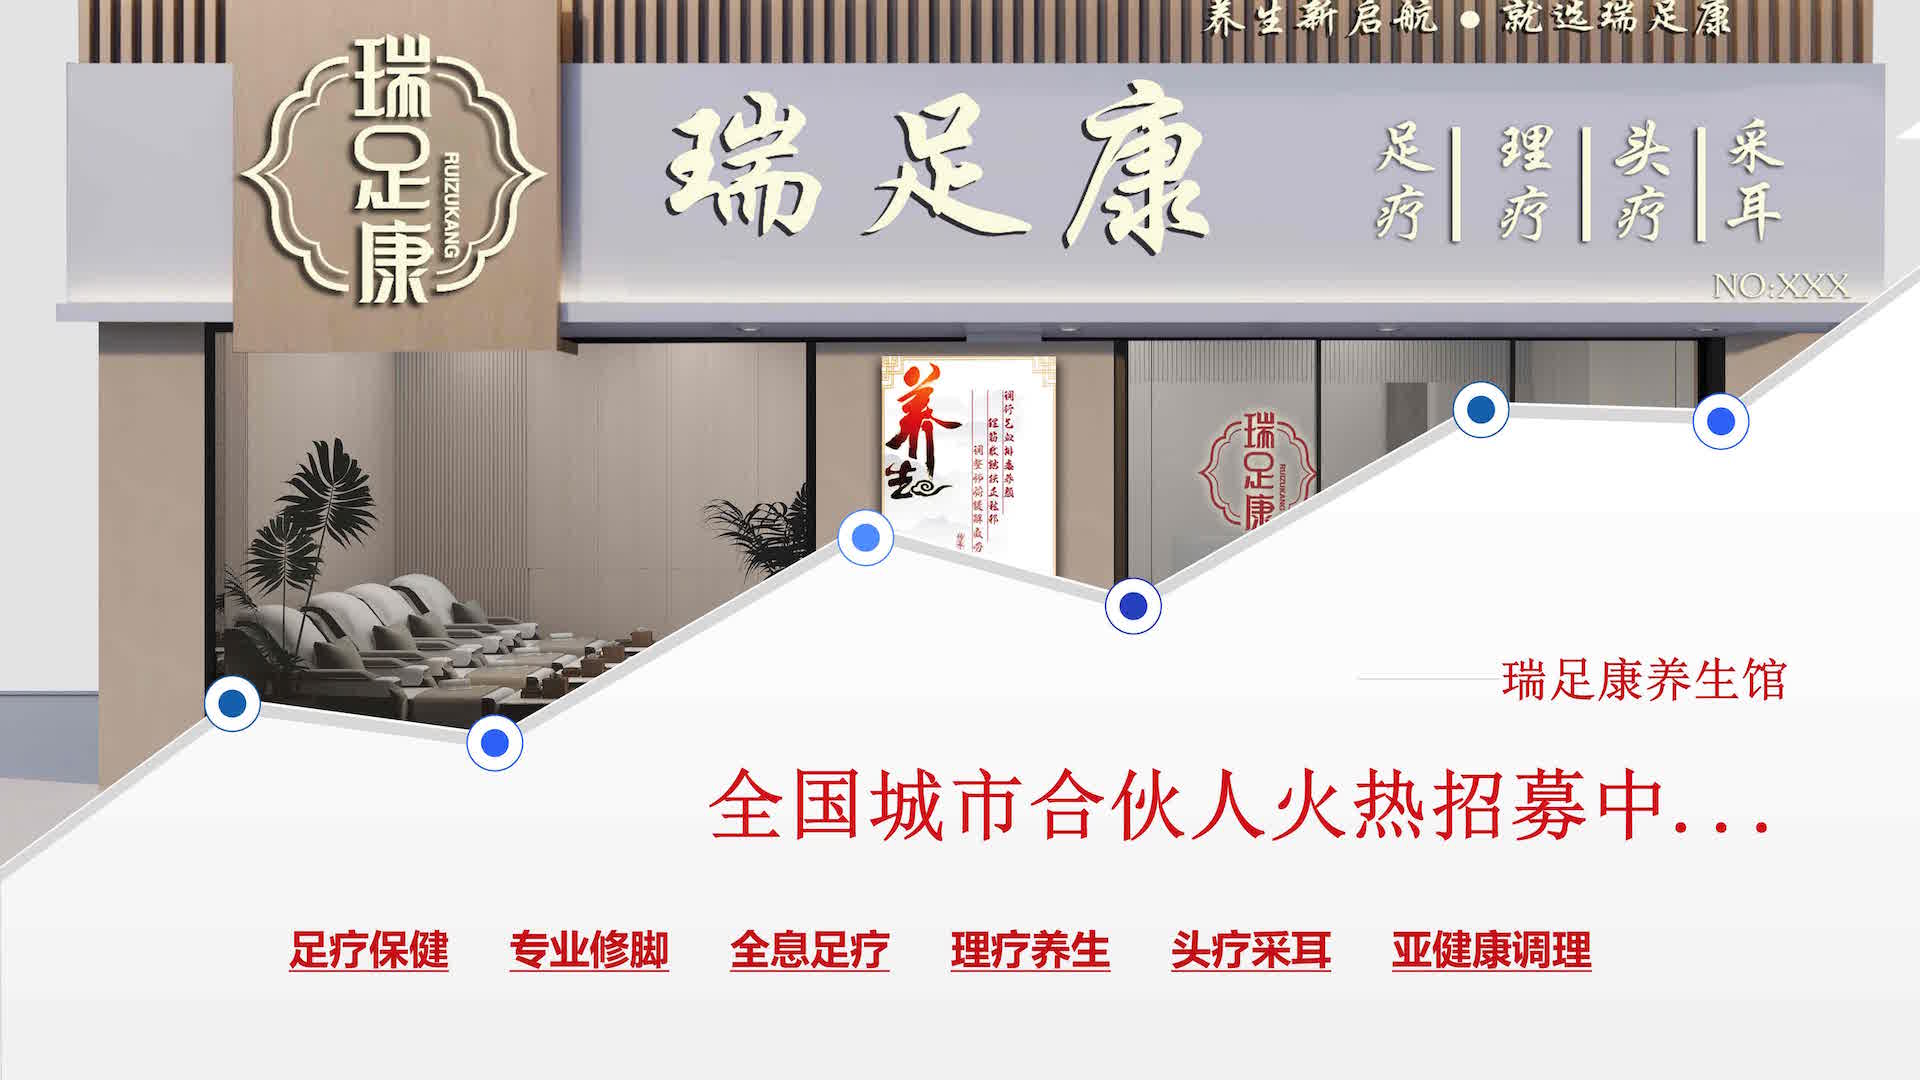 养生新启航●就选瑞足康
瑞足康
RUIZUKANG
瑞足康
足疗|理疗|头疗|采耳
NO:XXX
养生
瑞足康
RUIZUKANG
瑞足康养生馆
全国城市合伙人火热招募中...
足疗保健 专业修脚 全息足疗 理疗养生 头疗采耳 亚健康调理